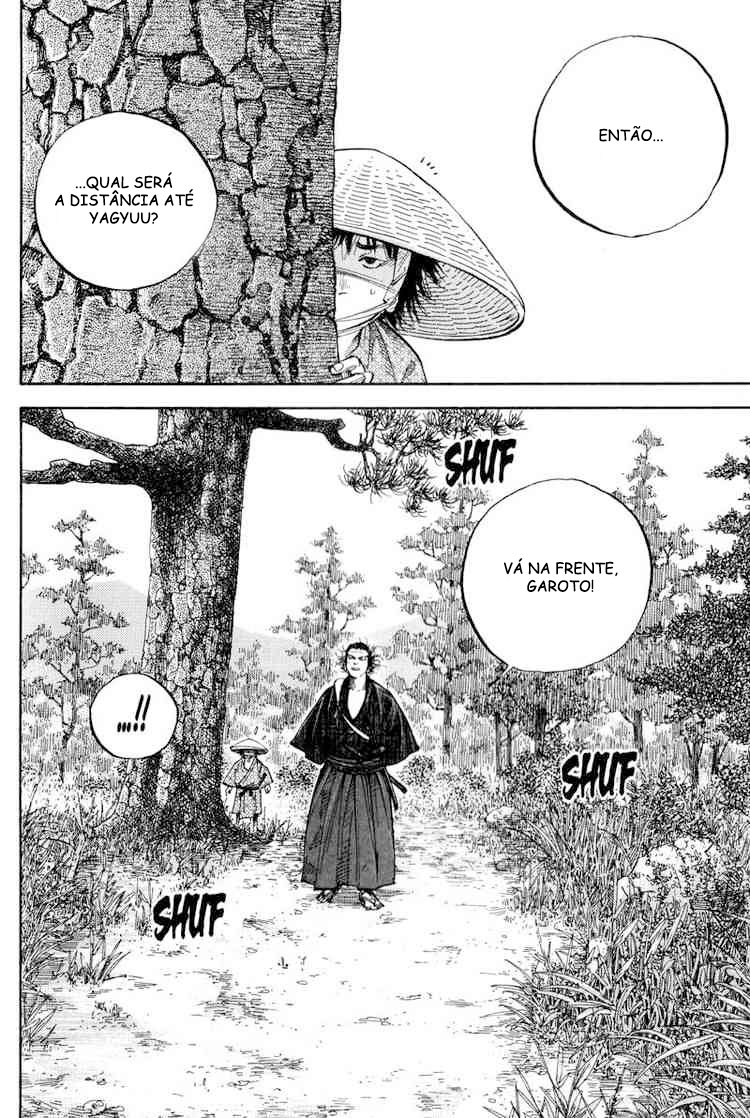 ENTÃO...
...QUAL SERÁ
A DISTÂNCIA ATÉ
YAGYUU?
SHUF
VÁ NA FRENTE,
GAROTO!
...!!
SHUF
SHUF